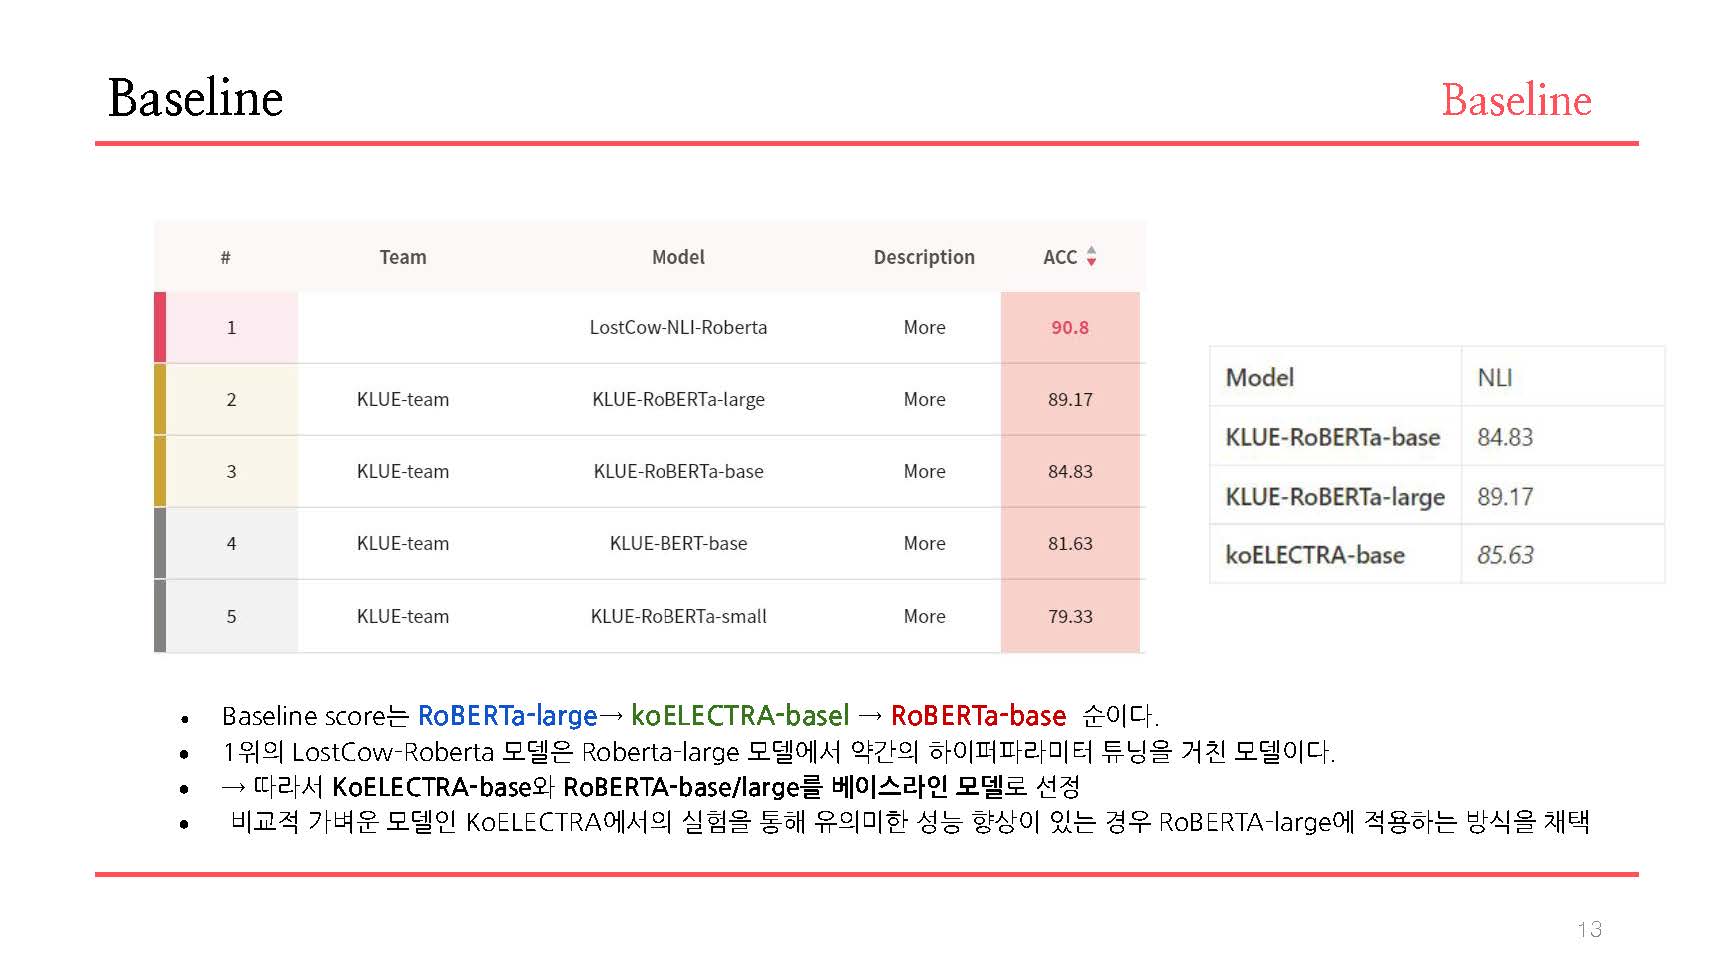 Baseline
Baseline
# Team Model Description ACC
1 LostCow-NLI-Roberta More 90.8
2 KLUE-team KLUE-RoBERTa-large More 89.17
3 KLUE-team KLUE-RoBERTa-base More 84.83
4 KLUE-team KLUE-BERT-base More 81.63
5 KLUE-team KLUE-RoBERTa-small More 79.33
Model NLI
KLUE-RoBERTa-base 84.83
KLUE-RoBERTa-large 89.17
koELECTRA-base 85.63
• Baseline score는 RoBERTa-large→ koELECTRA-basel → RoBERTa-base 순이다.
• 1위의 LostCow-Roberta 모델은 Roberta-large 모델에서 약간의 하이퍼파라미터 튜닝을 거친 모델이다.
• → 따라서 KoELECTRA-base와 RoBERTA-base/large를 베이스라인 모델로 선정
• 비교적 가벼운 모델인 KoELECTRA에서의 실험을 통해 유의미한 성능 향상이 있는 경우 RoBERTA-large에 적용하는 방식을 채택
13